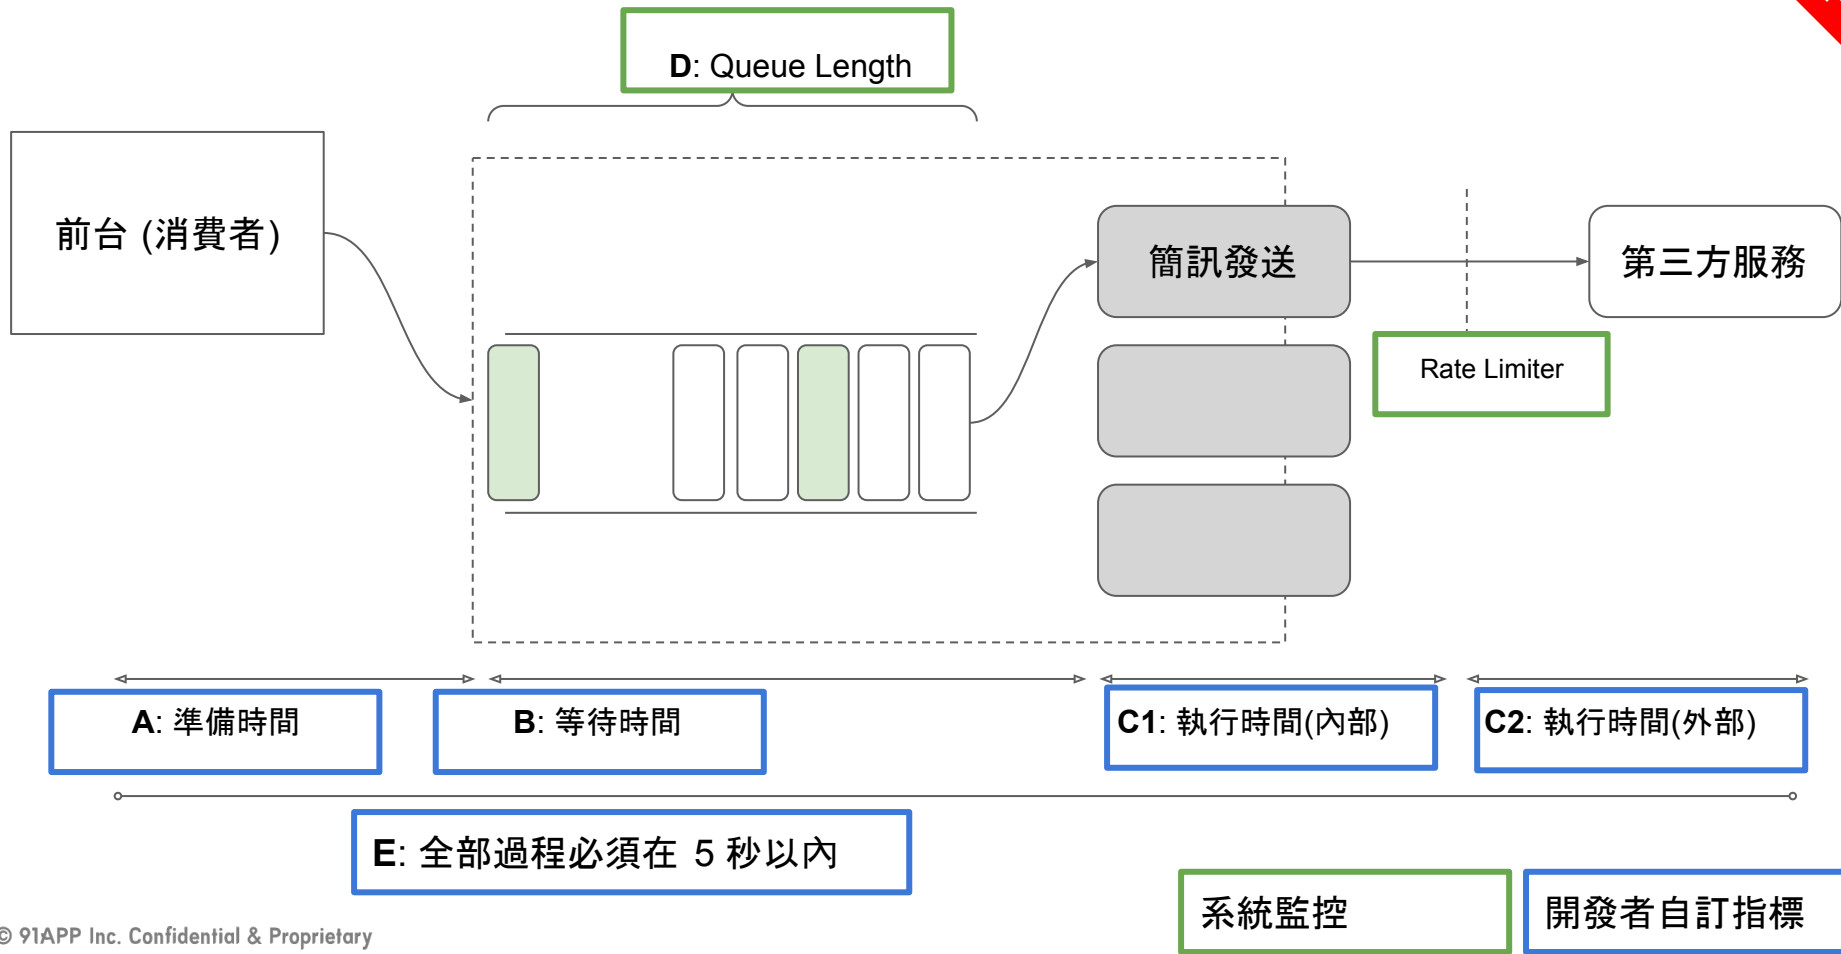 D: Queue Length
前台 (消費者)
簡訊發送
第三方服務
Rate Limiter
A: 準備時間
B: 等待時間
C1: 執行時間(內部)
C2: 執行時間(外部)
E: 全部過程必須在 5 秒以內
系統監控
開發者自訂指標
© 91APP Inc. Confidential & Proprietary